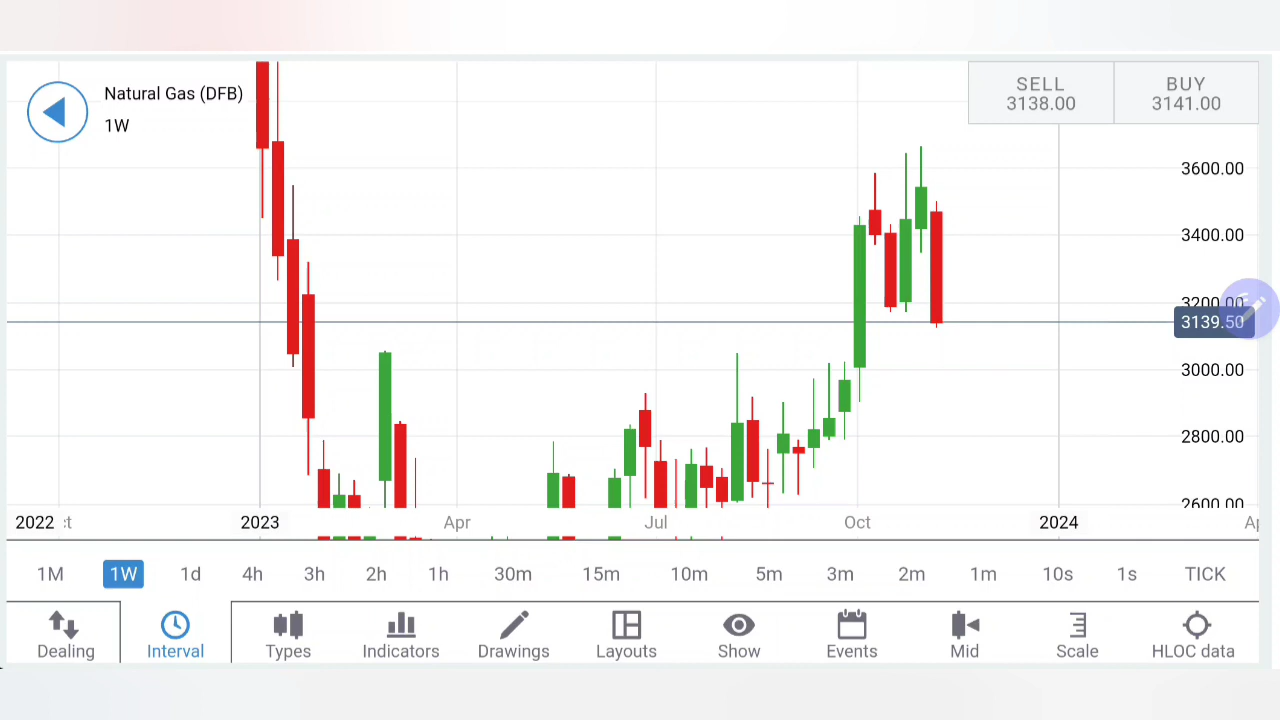 Natural Gas (DFB)
1W
SELL
3138.00
BUY
3141.00
3600.00
3400.00
3200.00
3139.50
3000.00
2800.00
2600.00
2022 2023 Apr Jul Oct 2024
1M 1W 1d 4h 3h 2h 1h 30m 15m 10m 5m 3m 2m 1m 10s 1s TICK
Dealing Interval Types Indicators Drawings Layouts Show Events Mid Scale HLOC data